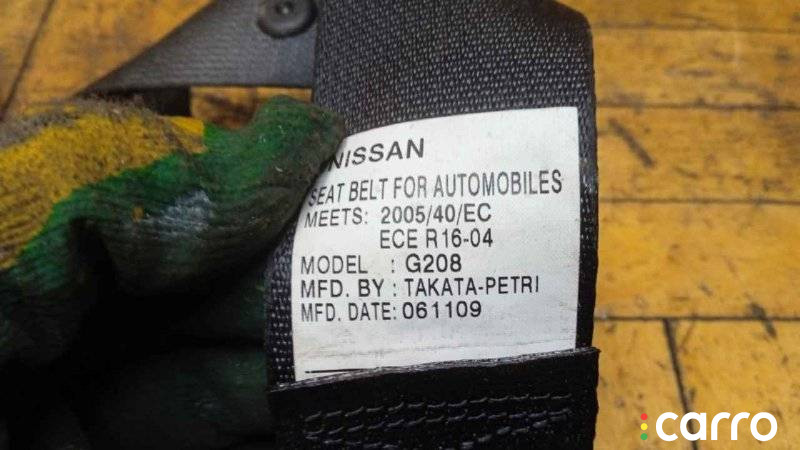 NISSAN
SEAT BELT FOR AUTOMOBILES
MEETS: 2005/40/EC
ECE R16-04
MODEL : G208
MFD. BY : TAKATA-PETRI
MFD. DATE: 061109
carro